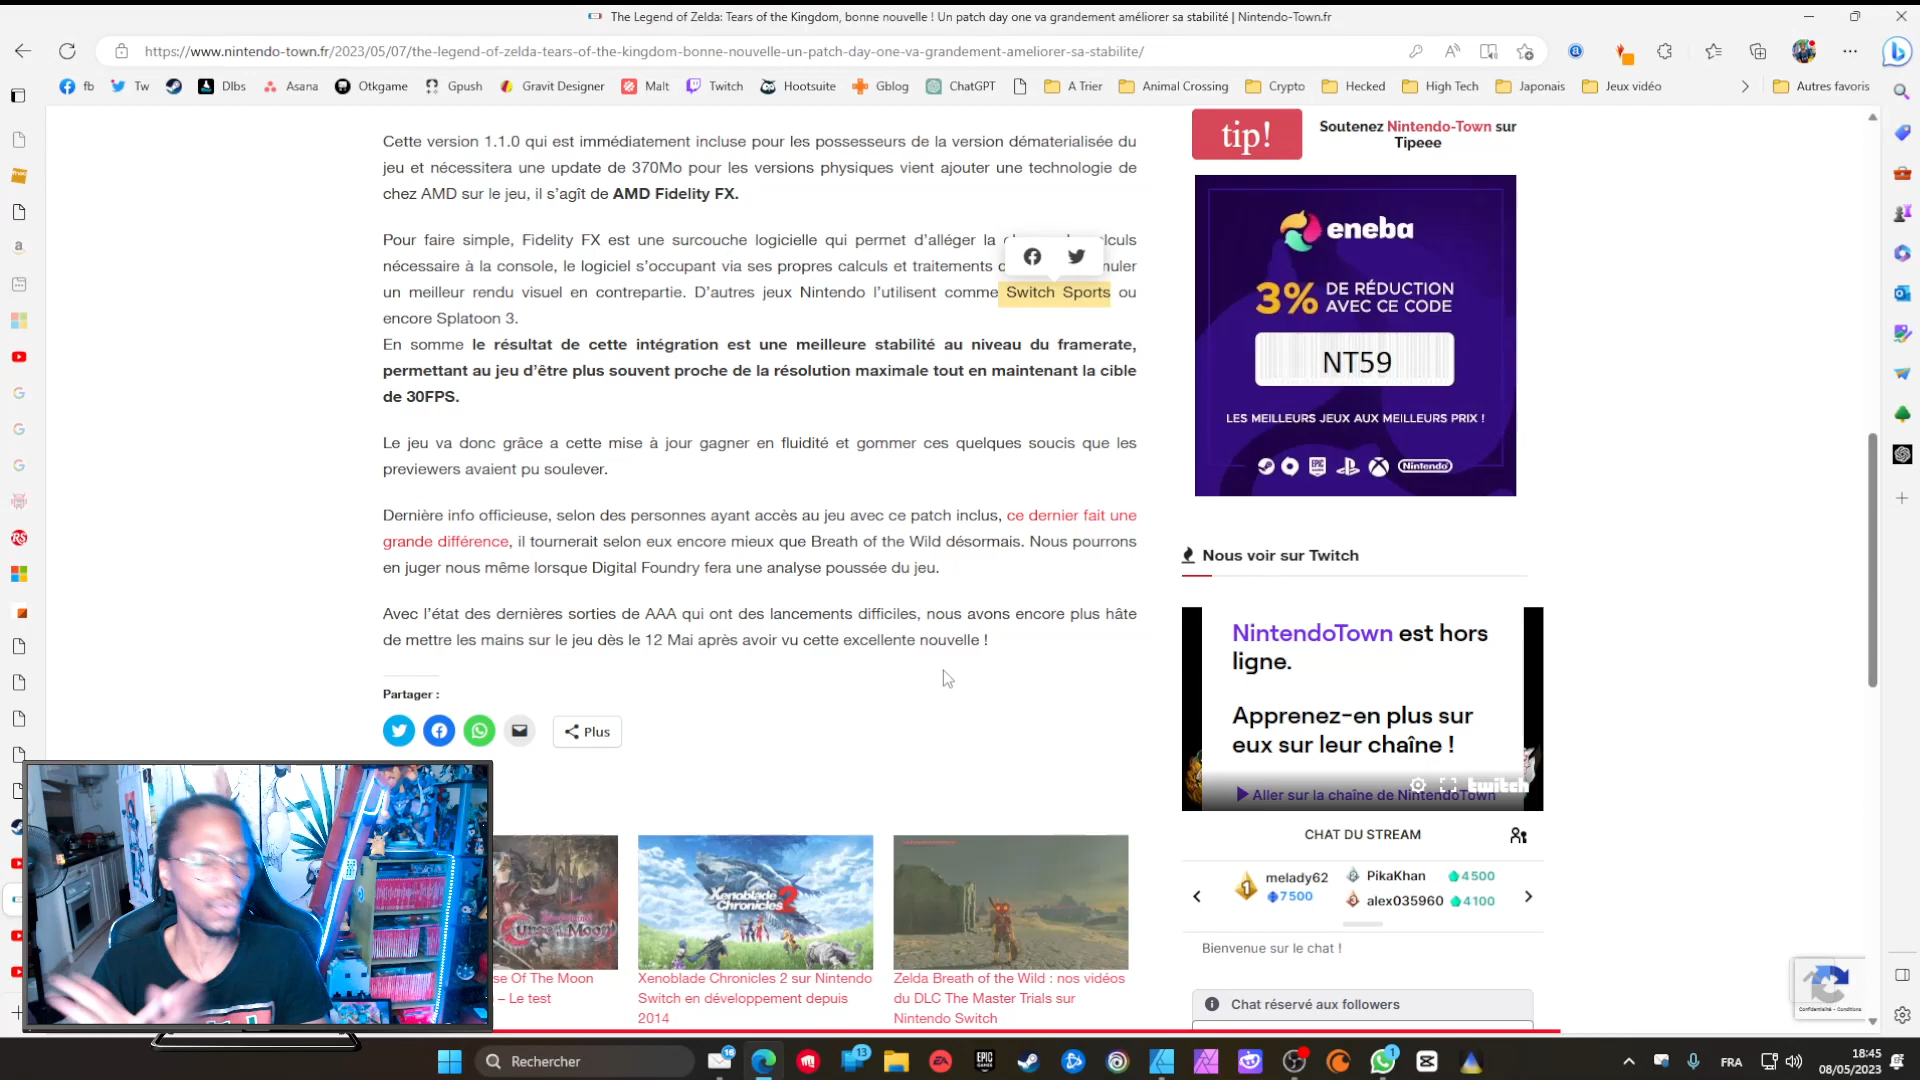 The Legend of Zelda: Tears of the Kingdom, bonne nouvelle ! Un patch day one va grandement améliorer sa stabilité | Nintendo-Town.fr
https://www.nintendo-town.fr/2023/05/07/the-legend-of-zelda-tears-of-the-kingdom-bonne-nouvelle-un-patch-day-one-va-grandement-ameliorer-sa-stabilite/
fb Tw Dlbs Asana Otkgame Gpush Gravit Designer Malt Twitch Hootsuite Gblog ChatGPT A Trier Animal Crossing Crypto Hecked High Tech Japonais Jeux vidéo Autres favoris
Cette version 1.1.0 qui est immédiatement incluse pour les possesseurs de la version dématerialisée du
jeu et nécessitera une update de 370Mo pour les versions physiques vient ajouter une technologie de
chez AMD sur le jeu, il s’agît de AMD Fidelity FX.
Pour faire simple, Fidelity FX est une surcouche logicielle qui permet d’alléger la
nécessaire à la console, le logiciel s’occupant via ses propres calculs et traitements
un meilleur rendu visuel en contrepartie. D’autres jeux Nintendo l’utilisent comme Switch Sports ou
encore Splatoon 3.
En somme le résultat de cette intégration est une meilleure stabilité au niveau du framerate,
permettant au jeu d’être plus souvent proche de la résolution maximale tout en maintenant la cible
de 30FPS.
Le jeu va donc grâce a cette mise à jour gagner en fluidité et gommer ces quelques soucis que les
previewers avaient pu soulever.
Dernière info officieuse, selon des personnes ayant accès au jeu avec ce patch inclus, ce dernier fait une
grande différence, il tournerait selon eux encore mieux que Breath of the Wild désormais. Nous pourrons
en juger nous même lorsque Digital Foundry fera une analyse poussée du jeu.
Avec l’état des dernières sorties de AAA qui ont des lancements difficiles, nous avons encore plus hâte
de mettre les mains sur le jeu dès le 12 Mai après avoir vu cette excellente nouvelle !
Partager :
Plus
Curse of the Moon
Xenoblade Chronicles 2
se Of The Moon
– Le test
Xenoblade Chronicles 2 sur Nintendo
Switch en développement depuis
2014
Zelda Breath of the Wild : nos vidéos
du DLC The Master Trials sur
Nintendo Switch
tip!
Soutenez Nintendo-Town sur
Tipeee
eneba
3% DE RÉDUCTION
AVEC CE CODE
NT59
LES MEILLEURS JEUX AUX MEILLEURS PRIX !
EPIC GAMES
Nintendo
Nous voir sur Twitch
NintendoTown est hors
ligne.
Apprenez-en plus sur
eux sur leur chaîne !
Aller sur la chaîne de NintendoTown
twitch
CHAT DU STREAM
1 melady62
7500
PikaKhan 4500
alex035960 4100
Bienvenue sur le chat !
Chat réservé aux followers
Confidentialité - Conditions
Rechercher
13
EA
EPIC GAMES
1
FRA
18:45
08/05/2023